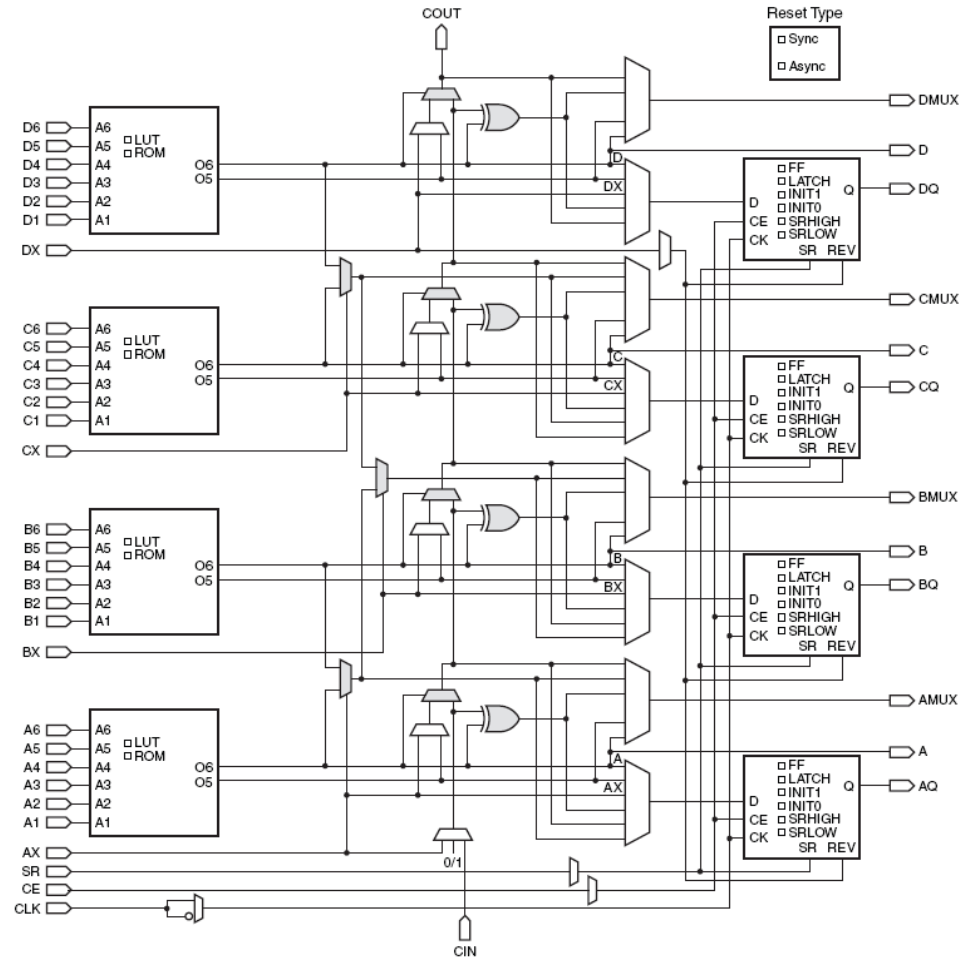 COUT
Reset Type
Sync
Async
DMUX
D6 A6 LUT
D5 A5 ROM
D4 A4 O6 D D
D3 A3 O5 FF
D2 A2 DX LATCH
D1 A1 INIT1 Q DQ
INIT0
D SRHIGH
CE SRLOW
CK SR REV
DX
CMUX
C6 A6 LUT
C5 A5 ROM
C4 A4 O6 C C
C3 A3 O5 FF
C2 A2 CX LATCH
C1 A1 INIT1 Q CQ
INIT0
D SRHIGH
CE SRLOW
CK SR REV
CX
BMUX
B6 A6 LUT
B5 A5 ROM
B4 A4 O6 B B
B3 A3 O5 FF
B2 A2 BX LATCH
B1 A1 INIT1 Q BQ
INIT0
D SRHIGH
CE SRLOW
CK SR REV
BX
AMUX
A6 A6 LUT
A5 A5 ROM
A4 A4 O6 A A
A3 A3 O5 FF
A2 A2 AX LATCH
A1 A1 INIT1 Q AQ
INIT0
D SRHIGH
CE SRLOW
CK SR REV
AX
0/1
SR
CE
CLK
CIN